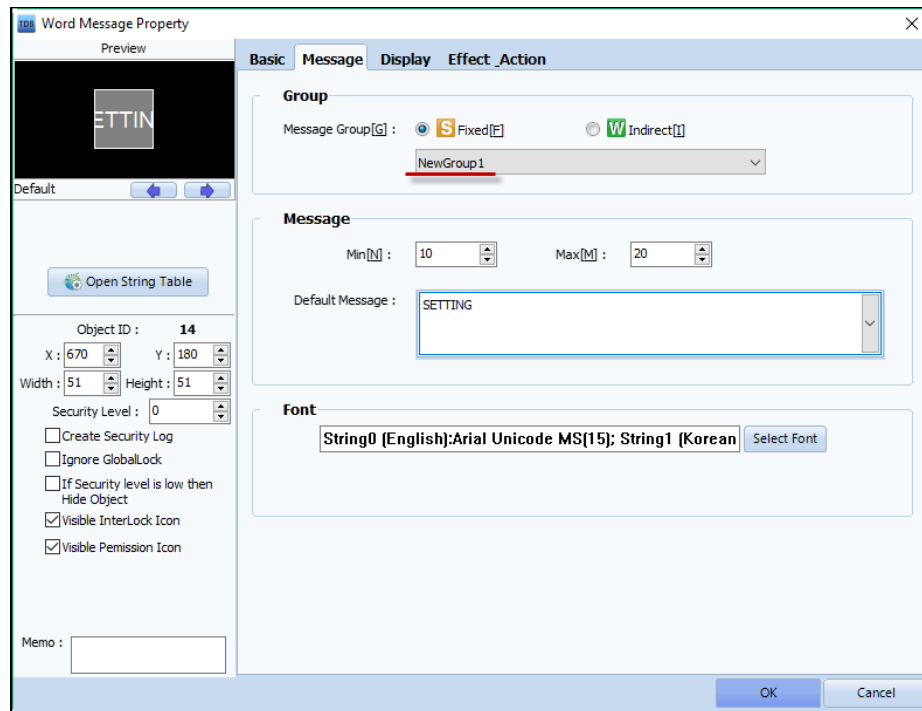 TDS Word Message Property
Preview
ETTIN
Default
Open String Table
Object ID : 14
X : 670 Y : 180
Width : 51 Height : 51
Security Level : 0
Create Security Log
Ignore GlobalLock
If Security level is low then
Hide Object
Visible InterLock Icon
Visible Pemission Icon
Memo :
Basic Message Display Effect _Action
Group
Message Group[G] : S Fixed[F] W Indirect[I]
NewGroup1
Message
Min[N] : 10 Max[M] : 20
Default Message : SETTING
Font
String0 (English):Arial Unicode MS(15); String1 (Korean Select Font
OK Cancel